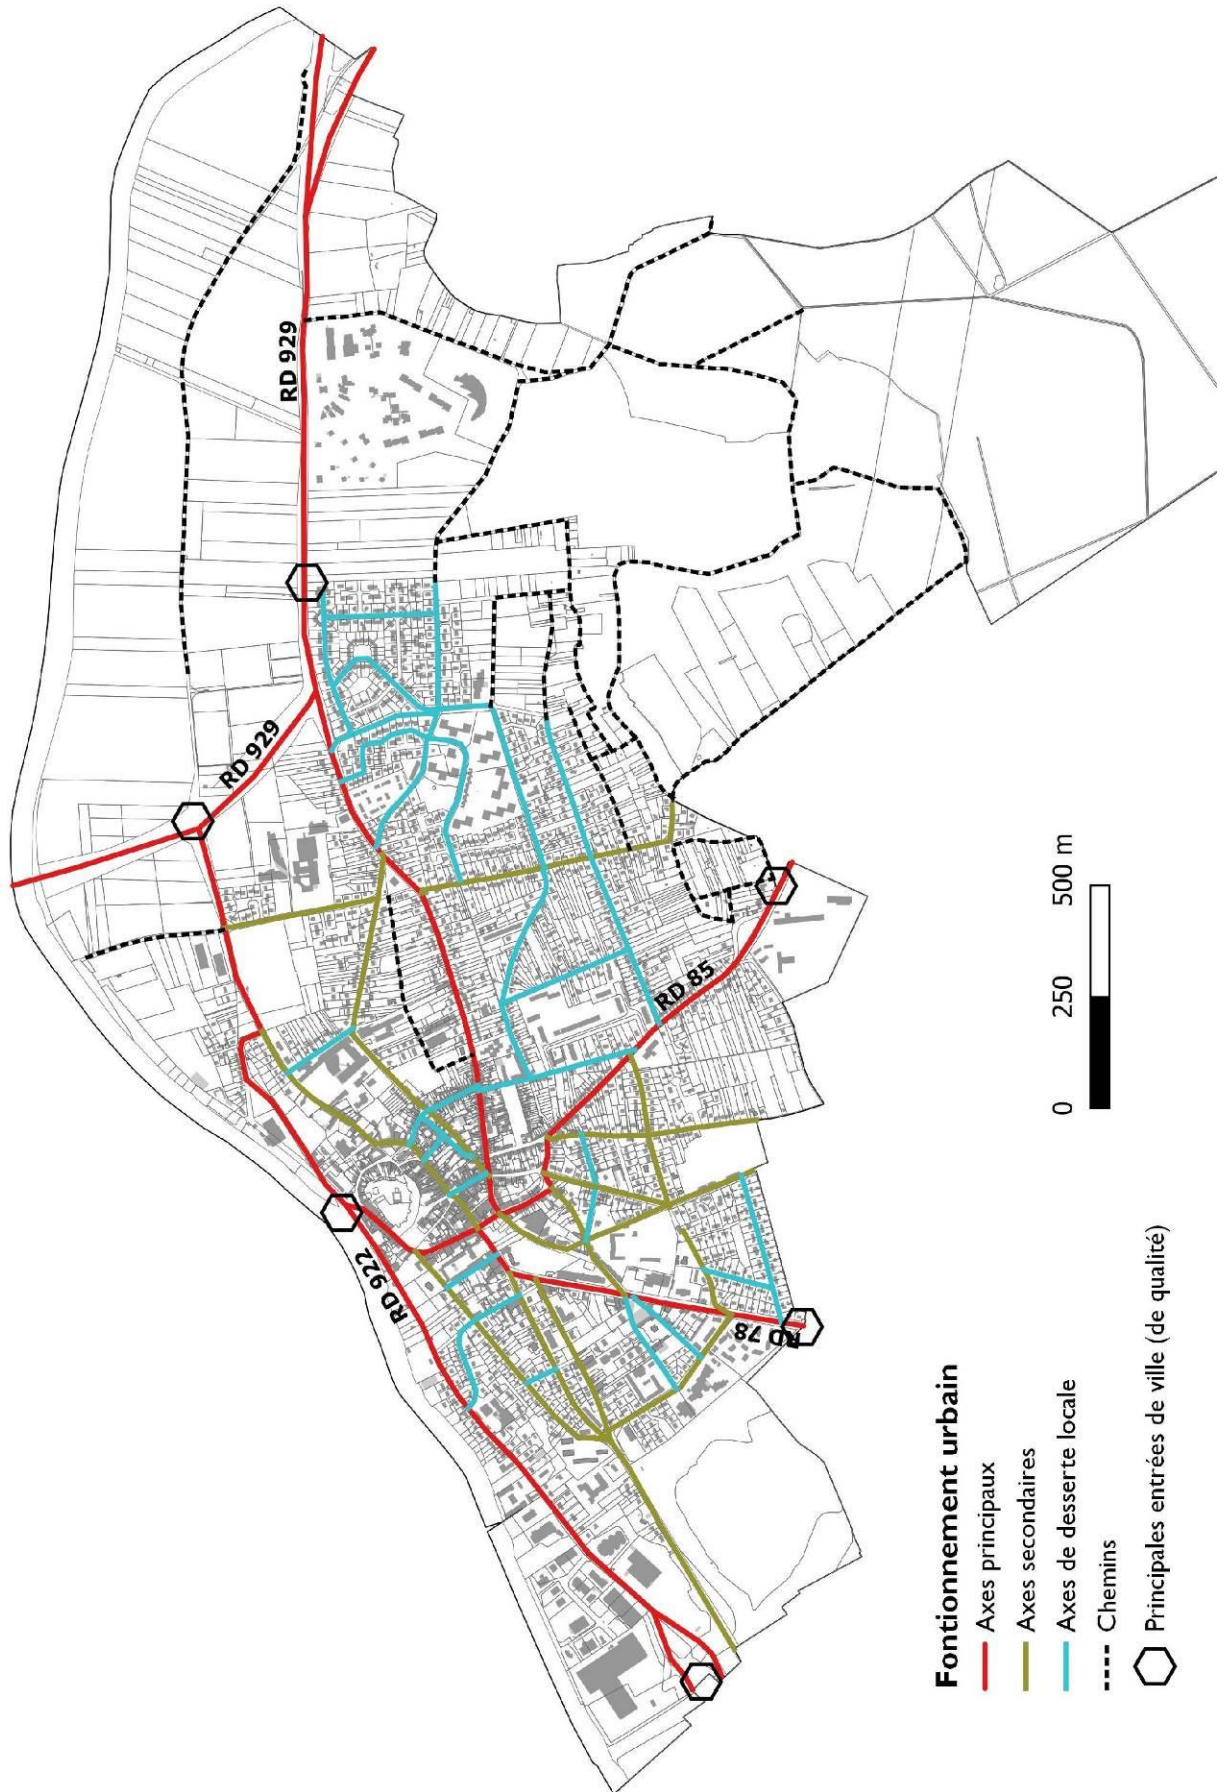 RD 929
RD 929
RD 922
RD 85
RD 78
0 250 500 m
Fontionnement urbain
Axes principaux
Axes secondaires
Axes de desserte locale
Chemins
Principales entrées de ville (de qualité)